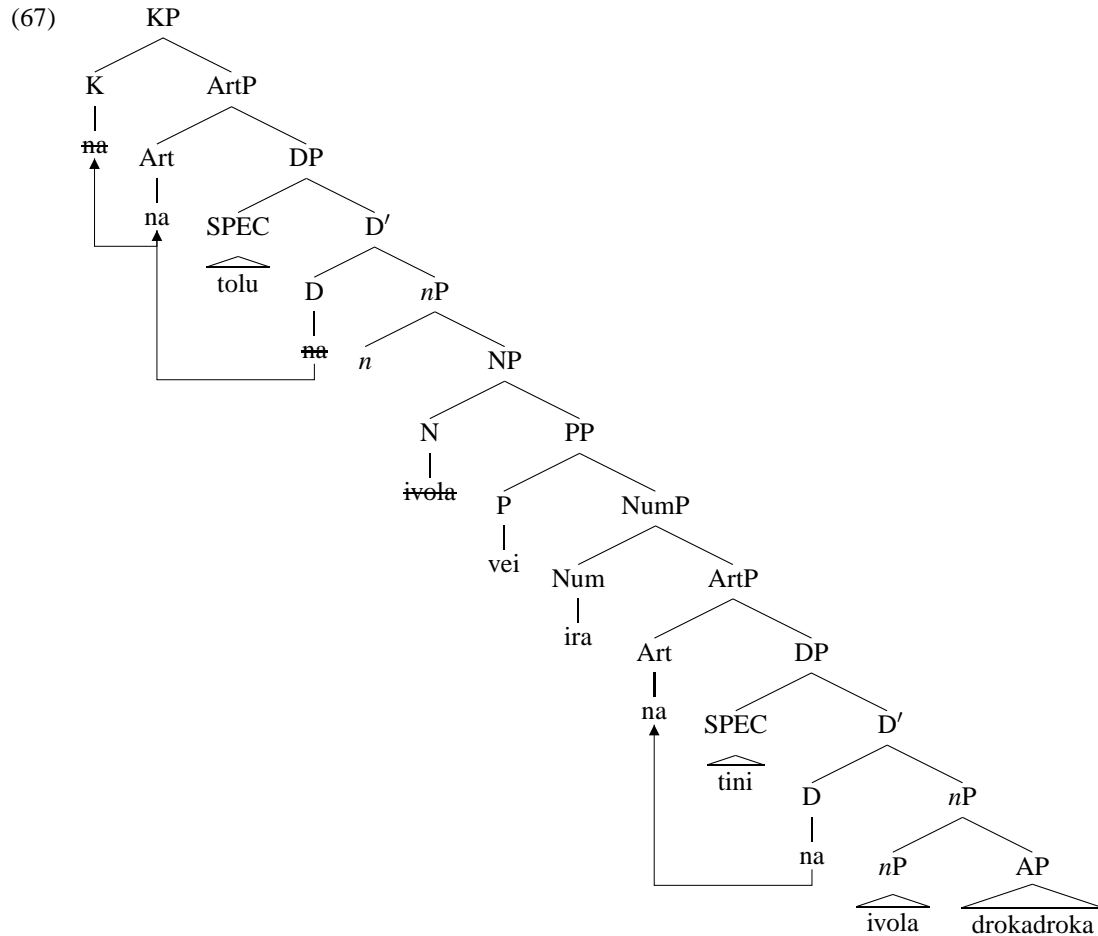 (67) KP
K ArtP
na Art DP
na SPEC D′
tolu D nP
na n NP
N PP
ivola P NumP
vei Num ArtP
ira Art DP
na SPEC D′
tini D nP
na nP AP
ivola drokadroka